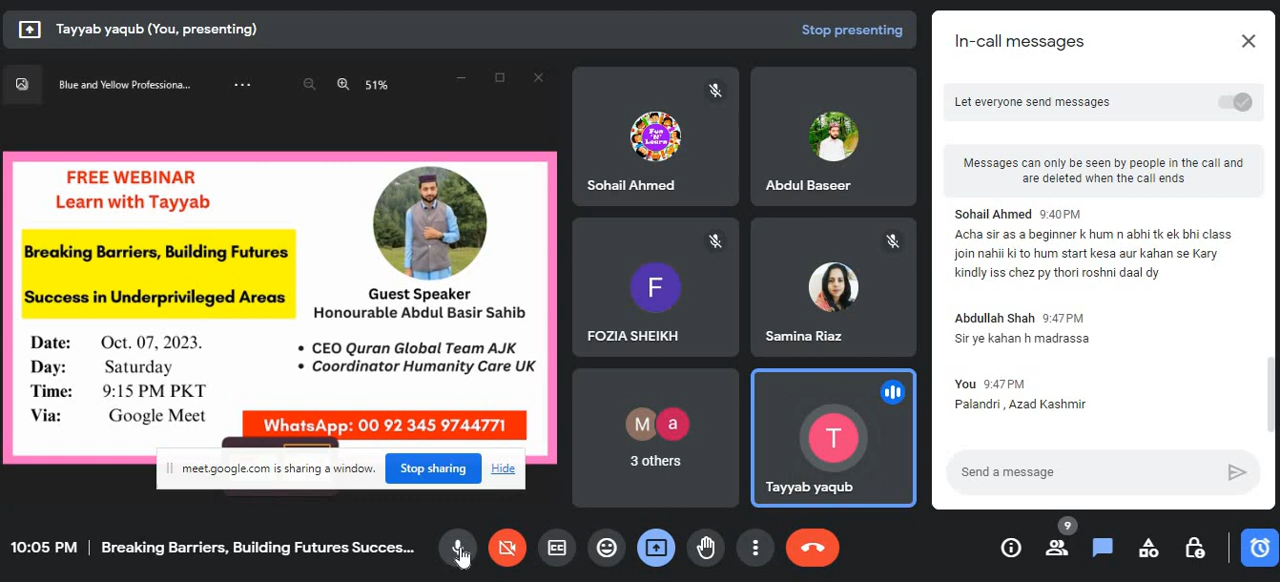 Tayyab yaqub (You, presenting)
Stop presenting
Blue and Yellow Professiona...
51%
FREE WEBINAR
Learn with Tayyab
Breaking Barriers, Building Futures
Success in Underprivileged Areas
Date: Oct. 07, 2023.
Day: Saturday
Time: 9:15 PM PKT
Via: Google Meet
Guest Speaker
Honourable Abdul Basir Sahib
• CEO Quran Global Team AJK
• Coordinator Humanity Care UK
WhatsApp: 00 92 345 9744771
meet.google.com is sharing a window.
Stop sharing
Hide
Fun
N'
Learn
Sohail Ahmed
Abdul Baseer
F
FOZIA SHEIKH
Samina Riaz
M a
3 others
T
Tayyab yaqub
In-call messages
Let everyone send messages
Messages can only be seen by people in the call and
are deleted when the call ends
Sohail Ahmed 9:40 PM
Acha sir as a beginner k hum n abhi tk ek bhi class
join nahii ki to hum start kesa aur kahan se Kary
kindly iss chez py thori roshni daal dy
Abdullah Shah 9:47 PM
Sir ye kahan h madrassa
You 9:47 PM
Palandri , Azad Kashmir
Send a message
10:05 PM | Breaking Barriers, Building Futures Succes...
CC
9